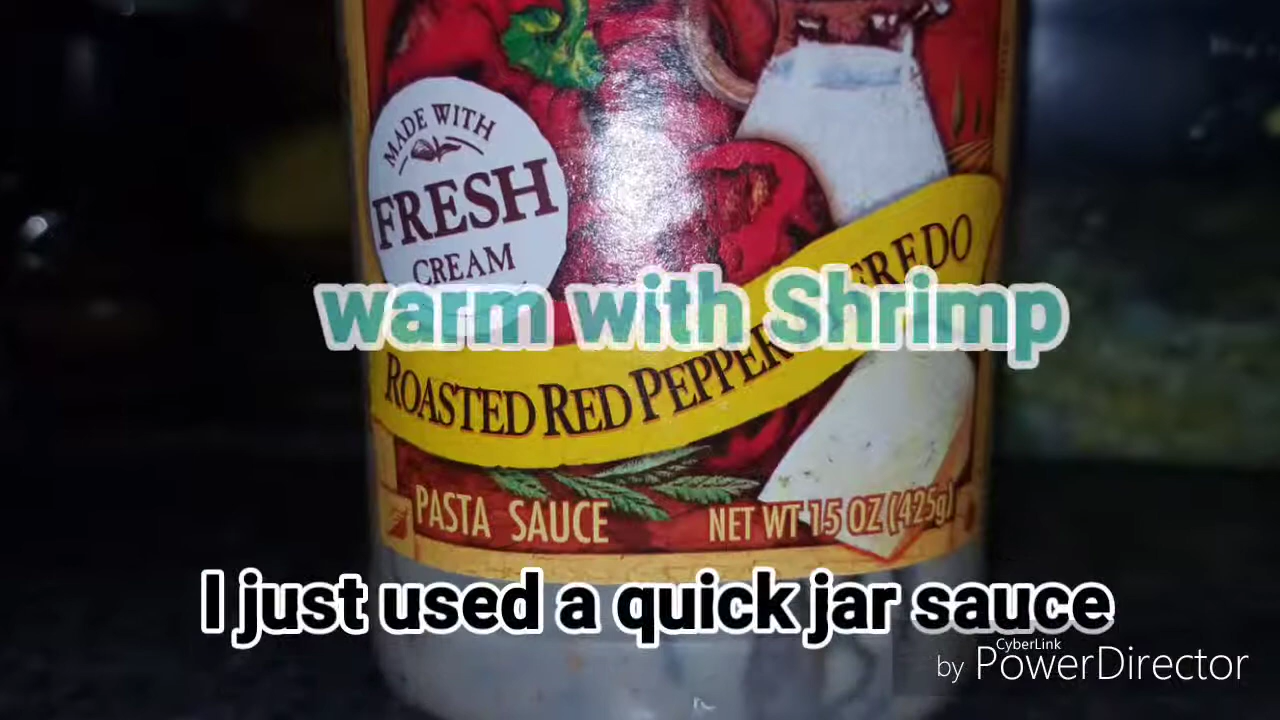 MADE WITH
FRESH
CREAM
warm with Shrimp
ROASTED RED PEPPER
PASTA SAUCE
NET WT 15 OZ (425g)
I just used a quick jar sauce
CyberLink
by PowerDirector